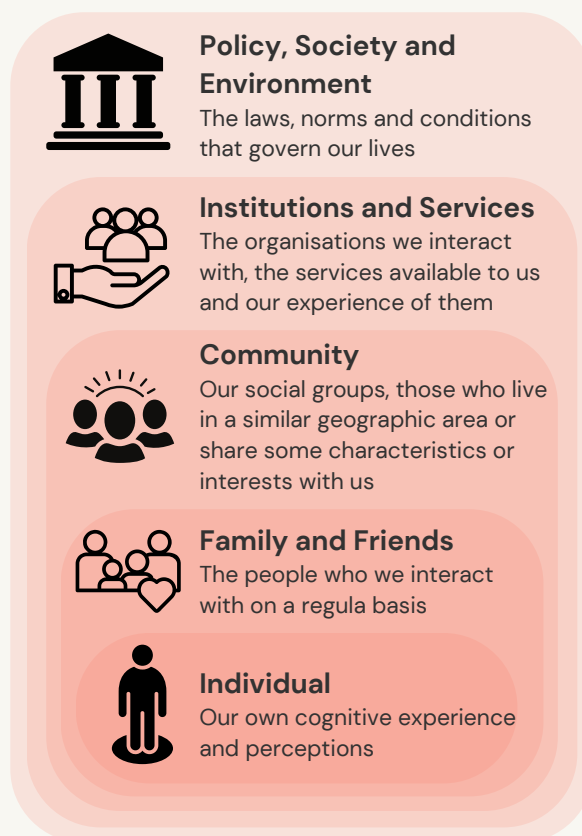 Policy, Society and
Environment
The laws, norms and conditions
that govern our lives
Institutions and Services
The organisations we interact
with, the services available to us
and our experience of them
Community
Our social groups, those who live
in a similar geographic area or
share some characteristics or
interests with us
Family and Friends
The people who we interact
with on a regula basis
Individual
Our own cognitive experience
and perceptions